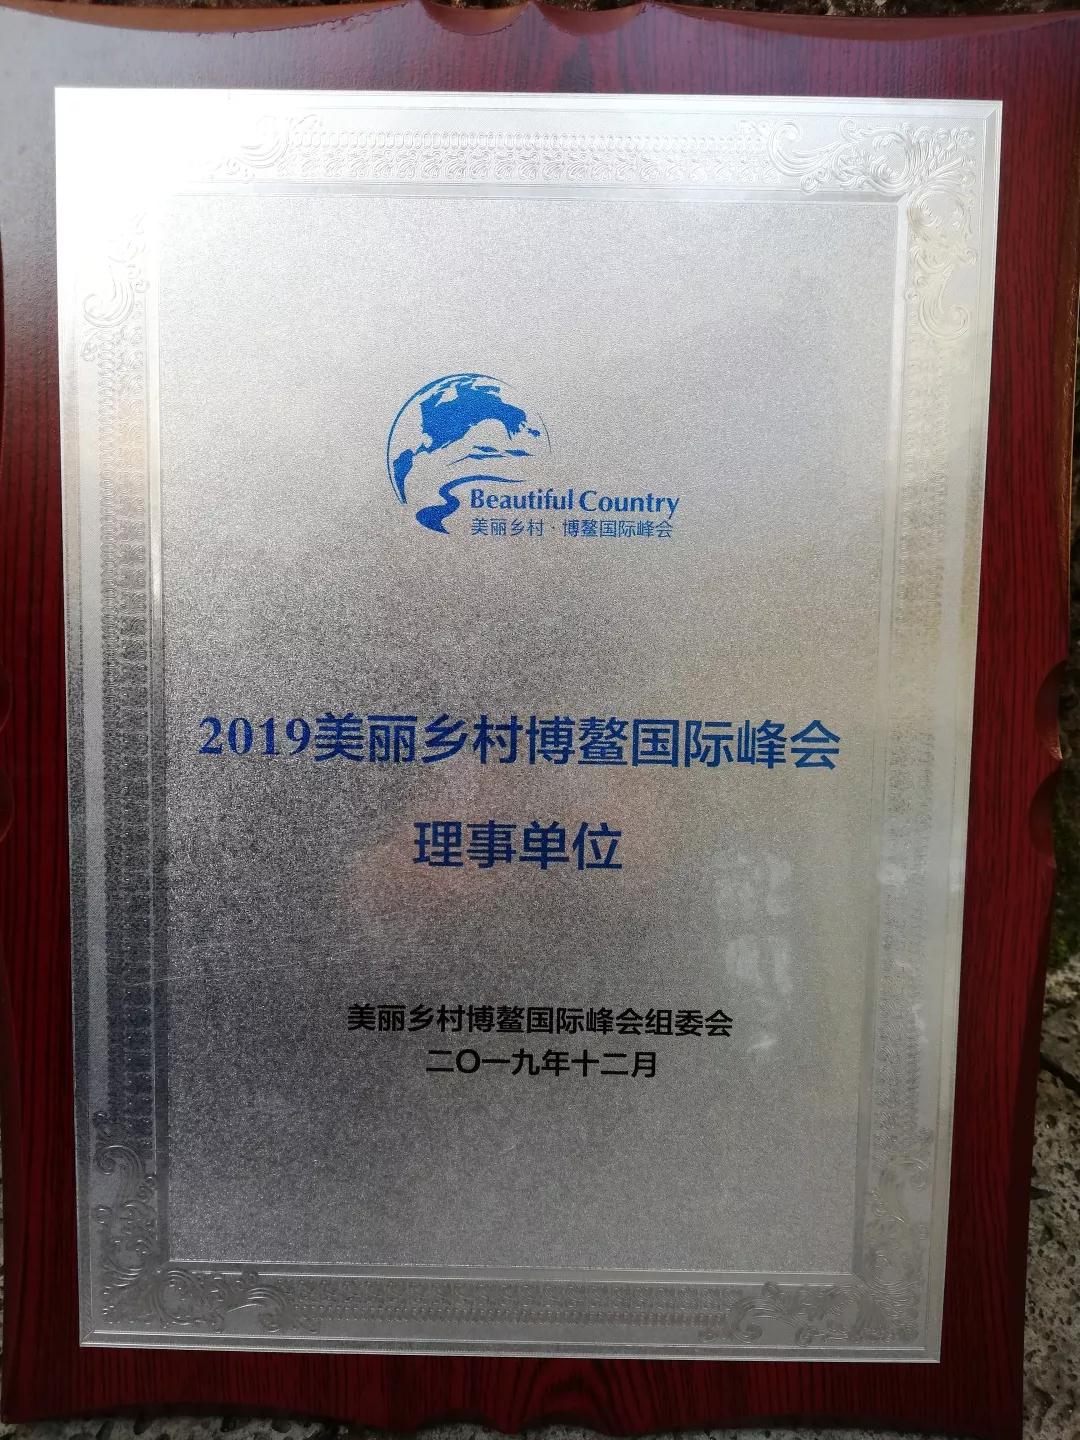 Beautiful Country
美丽乡村·博鳌国际峰会
2019美丽乡村博鳌国际峰会
理事单位
美丽乡村博鳌国际峰会组委会
二〇一九年十二月